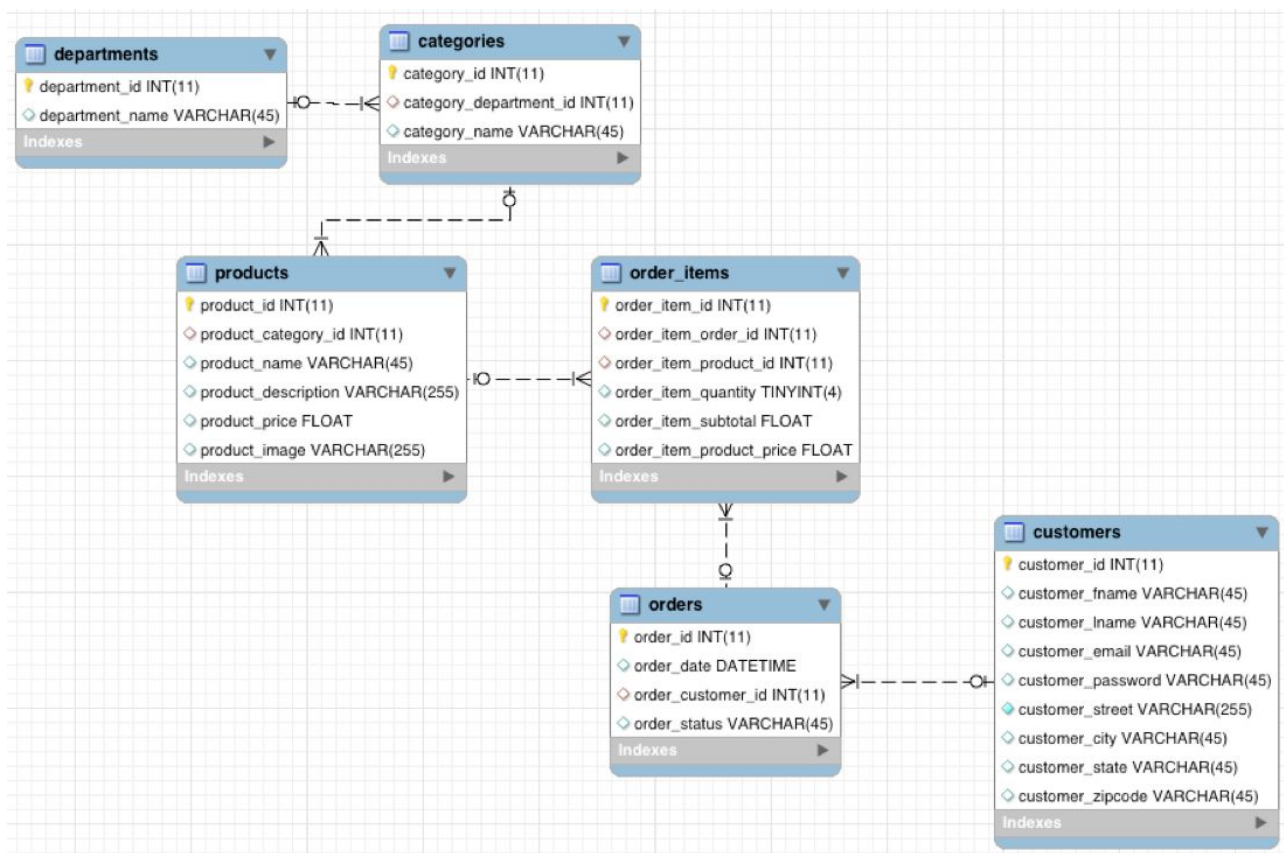 departments
department_id INT(11)
department_name VARCHAR(45)
Indexes
categories
category_id INT(11)
category_department_id INT(11)
category_name VARCHAR(45)
Indexes
products
product_id INT(11)
product_category_id INT(11)
product_name VARCHAR(45)
product_description VARCHAR(255)
product_price FLOAT
product_image VARCHAR(255)
Indexes
order_items
order_item_id INT(11)
order_item_order_id INT(11)
order_item_product_id INT(11)
order_item_quantity TINYINT(4)
order_item_subtotal FLOAT
order_item_product_price FLOAT
Indexes
orders
order_id INT(11)
order_date DATETIME
order_customer_id INT(11)
order_status VARCHAR(45)
Indexes
customers
customer_id INT(11)
customer_fname VARCHAR(45)
customer_lname VARCHAR(45)
customer_email VARCHAR(45)
customer_password VARCHAR(45)
customer_street VARCHAR(255)
customer_city VARCHAR(45)
customer_state VARCHAR(45)
customer_zipcode VARCHAR(45)
Indexes